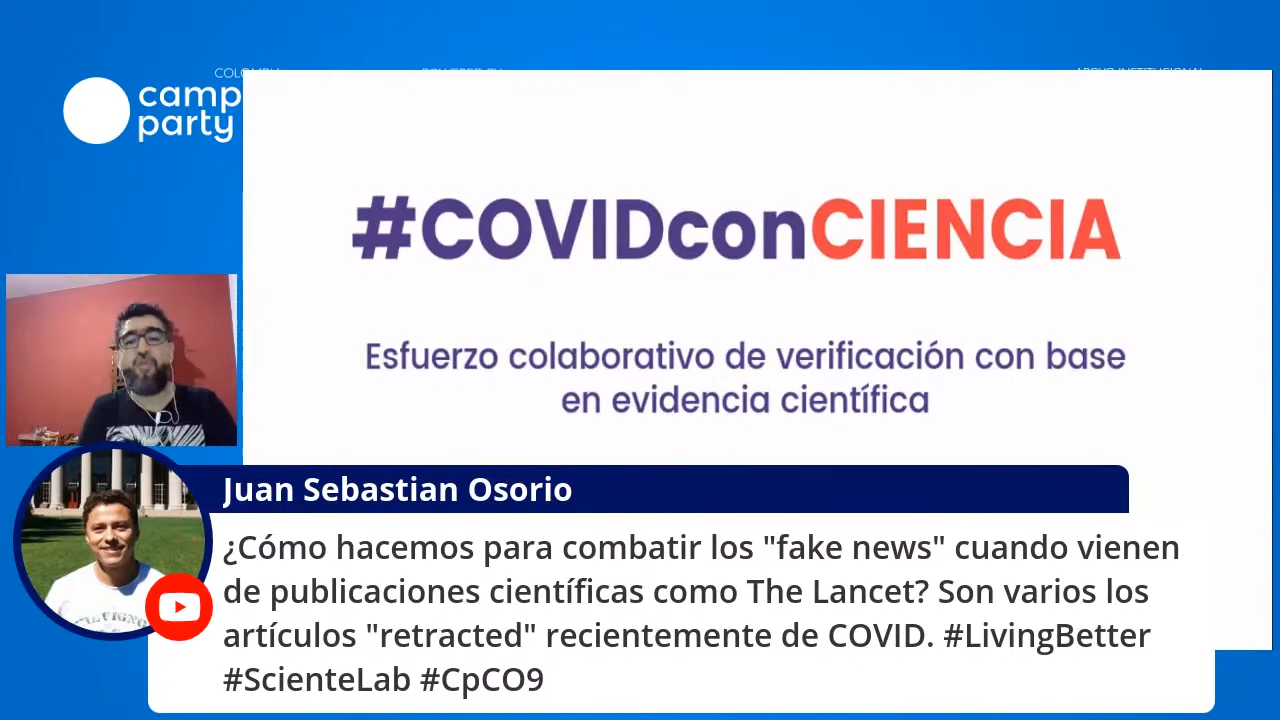 camp
party
#COVIDconCIENCIA
Esfuerzo colaborativo de verificación con base
en evidencia científica
Juan Sebastian Osorio
¿Cómo hacemos para combatir los "fake news" cuando vienen
de publicaciones científicas como The Lancet? Son varios los
artículos "retracted" recientemente de COVID. #LivingBetter
#ScienteLab #CpCO9